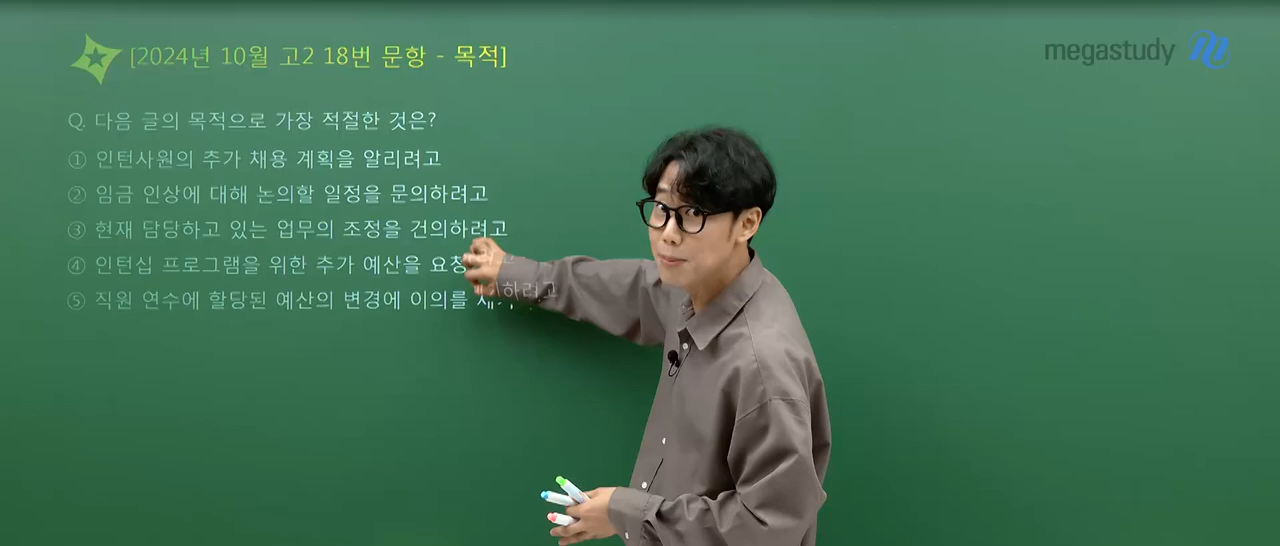 [2024년 10월 고2 18번 문항 - 목적]
megastudy
Q. 다음 글의 목적으로 가장 적절한 것은?
① 인턴사원의 추가 채용 계획을 알리려고
② 임금 인상에 대해 논의할 일정을 문의하려고
③ 현재 담당하고 있는 업무의 조정을 건의하려고
④ 인턴십 프로그램을 위한 추가 예산을 요청
⑤ 직원 연수에 할당된 예산의 변경에 이의를 제기하려고